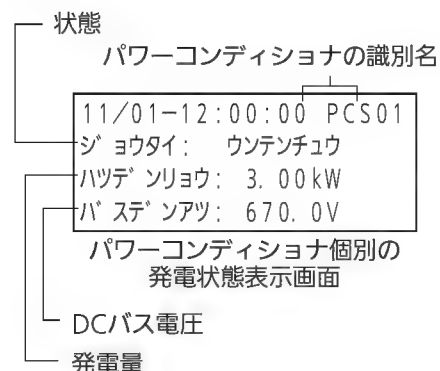 状態
パワーコンディショナの識別名
11/01-12:00:00 PCS01
ジョウタイ: ウンテンチュウ
ハツデンリョウ: 3.00kW
バスデンアツ: 670.0V
パワーコンディショナ個別の
発電状態表示画面
DCバス電圧
発電量